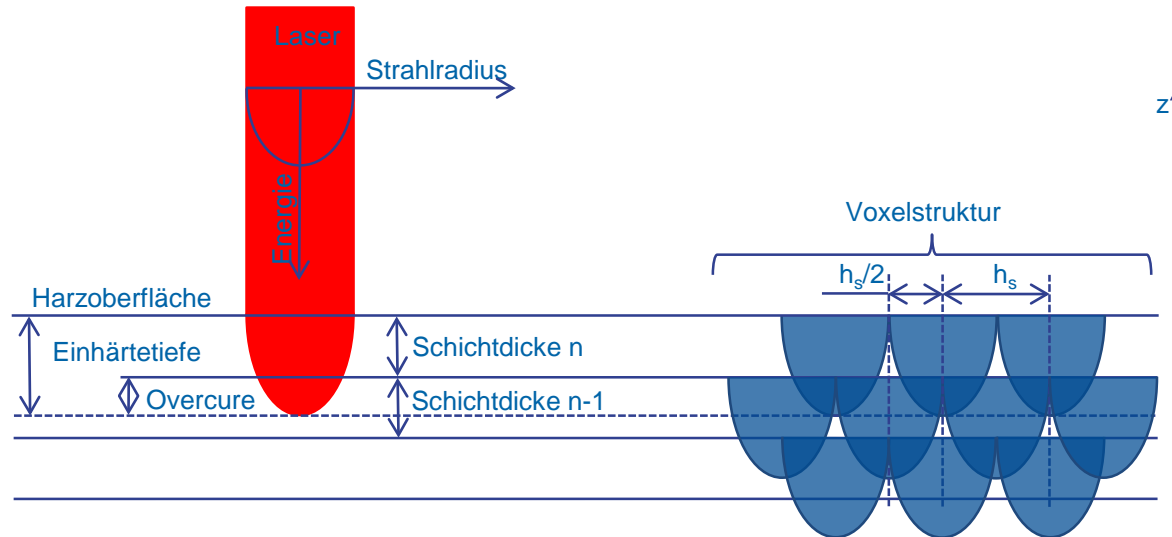 Laser
Strahlradius
z'
Energie
Voxelstruktur
hs/2
hs
Harzoberfläche
Einhärtetiefe
Schichtdicke n
Overcure
Schichtdicke n-1